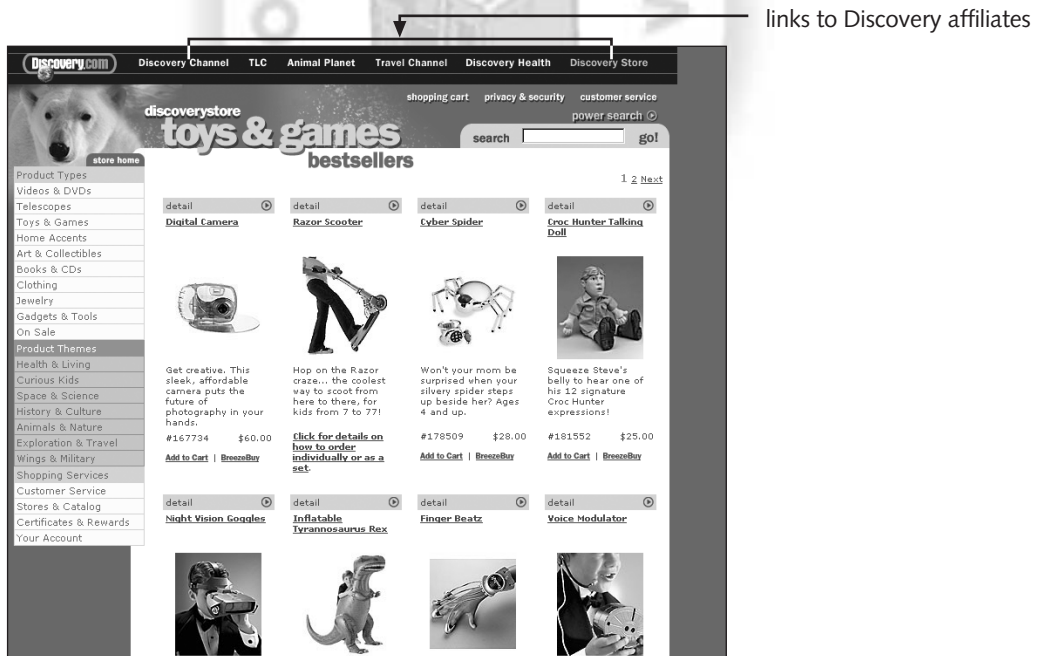 links to Discovery affiliates
Discovery.com
Discovery Channel TLC Animal Planet Travel Channel Discovery Health Discovery Store
shopping cart privacy & security customer service
power search
discoverystore
toys & games
bestsellers
search go!
store home
1 2 Next
Product Types
Videos & DVDs
Telescopes
Toys & Games
Home Accents
Art & Collectibles
Books & CDs
Clothing
Jewelry
Gadgets & Tools
On Sale
Product Themes
Health & Living
Curious Kids
Space & Science
History & Culture
Animals & Nature
Exploration & Travel
Wings & Military
Shopping Services
Customer Service
Stores & Catalog
Certificates & Rewards
Your Account
detail
Digital Camera
Get creative. This
sleek, affordable
camera puts the
future of
photography in your
hands.
#167734 $60.00
Add to Cart | BreezeBuy
detail
Razor Scooter
Hop on the Razor
craze... the coolest
way to scoot from
here to there, for
kids from 7 to 77!
Click for details on
how to order
individually or as a
set.
detail
Cyber Spider
Won't your mom be
surprised when your
silvery spider steps
up beside her? Ages
4 and up.
#178509 $28.00
Add to Cart | BreezeBuy
detail
Croc Hunter Talking
Doll
Squeeze Steve's
belly to hear one of
his 12 signature
Croc Hunter
expressions!
#181552 $25.00
Add to Cart | BreezeBuy
detail
Night Vision Goggles
detail
Inflatable
Tyrannosaurus Rex
detail
Finger Beatz
detail
Voice Modulator